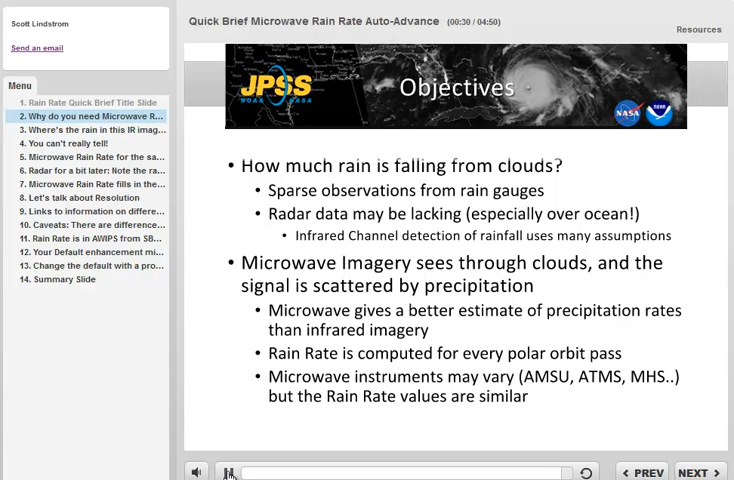 Scott Lindstrom
Send an email
Menu
1. Rain Rate Quick Brief Title Slide
2. Why do you need Microwave R...
3. Where's the rain in this IR imag...
4. You can't really tell!
5. Microwave Rain Rate for the sa...
6. Radar for a bit later: Note the ra...
7. Microwave Rain Rate fills in the...
8. Let's talk about Resolution
9. Links to information on differe...
10. Caveats: There are difference...
11. Rain Rate is in AWIPS from SB...
12. Your Default enhancement mi...
13. Change the default with a pro...
14. Summary Slide
Quick Brief Microwave Rain Rate Auto-Advance (00:30 / 04:50)
Resources
JPSS
NOAA NASA
Objectives
NASA
NOAA
• How much rain is falling from clouds?
• Sparse observations from rain gauges
• Radar data may be lacking (especially over ocean!)
• Infrared Channel detection of rainfall uses many assumptions
• Microwave Imagery sees through clouds, and the
signal is scattered by precipitation
• Microwave gives a better estimate of precipitation rates
than infrared imagery
• Rain Rate is computed for every polar orbit pass
• Microwave instruments may vary (AMSU, ATMS, MHS..)
but the Rain Rate values are similar
< PREV
NEXT >